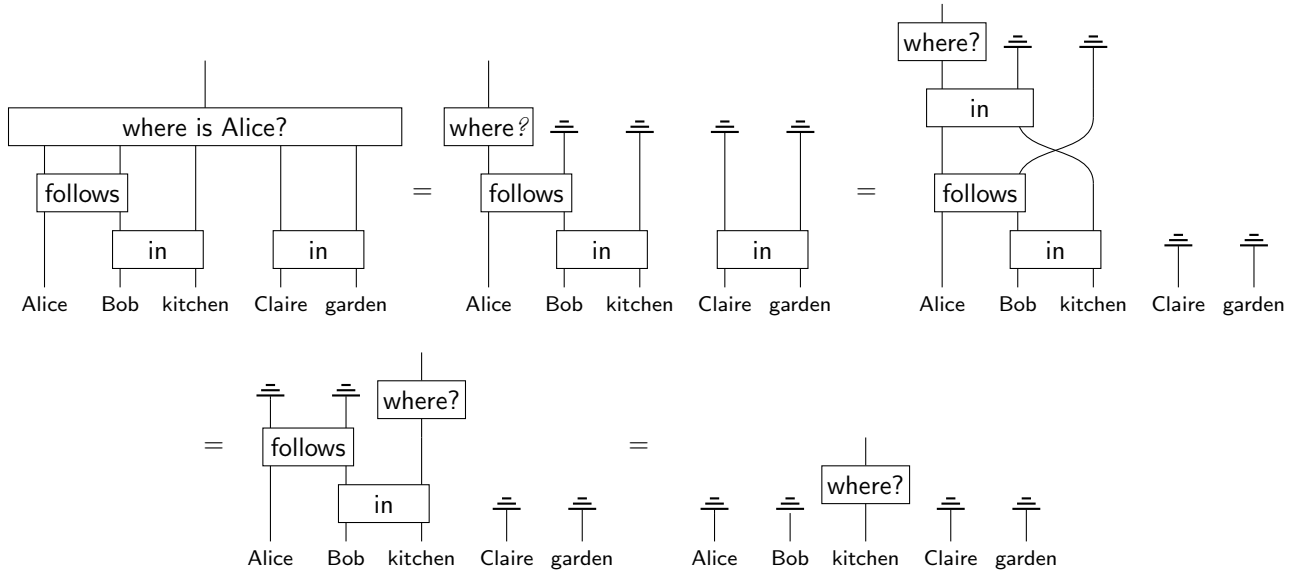 where?
where is Alice?
where?
in
=
=
follows
follows
follows
in
in
in
in
in
Alice Bob kitchen Claire garden
Alice Bob kitchen Claire garden
Alice Bob kitchen Claire garden
where?
=
follows
=
where?
in
Alice Bob kitchen Claire garden
Alice Bob kitchen Claire garden